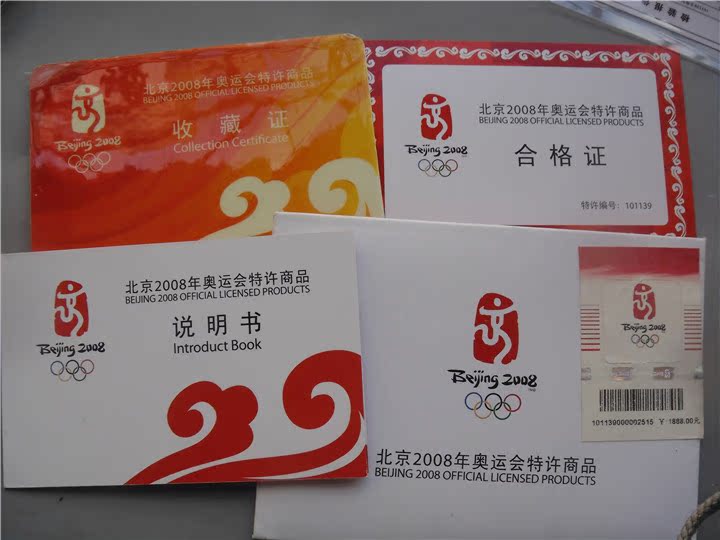 北京2008年奥运会特许商品
BEIJING 2008 OFFICIAL LICENSED PRODUCTS
收藏证
Collection Certificate
Beijing 2008
北京2008年奥运会特许商品
BEIJING 2008 OFFICIAL LICENSED PRODUCTS
合格证
Beijing 2008
特许编号：101139
北京2008年奥运会特许商品
BEIJING 2008 OFFICIAL LICENSED PRODUCTS
说明书
Introduct Book
Beijing 2008
Beijing 2008
北京2008年奥运会特许商品
BEIJING 2008 OFFICIAL LICENSED PRODUCTS
Beijing 2008
101139000002515 ￥1889.00元